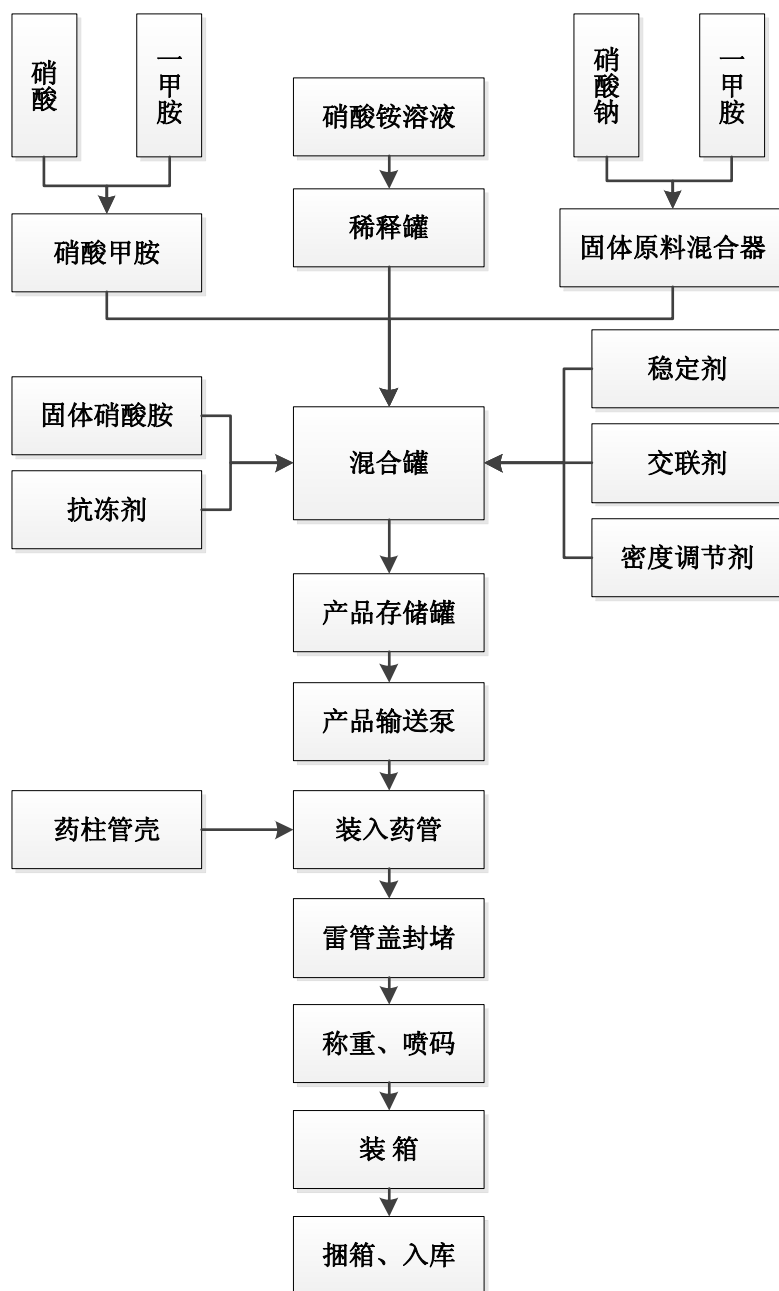 硝酸
一甲胺
硝酸铵溶液
硝酸钠
一甲胺
硝酸甲胺
稀释罐
固体原料混合器
固体硝酸胺
抗冻剂
混合罐
稳定剂
交联剂
密度调节剂
产品存储罐
产品输送泵
药柱管壳
装入药管
雷管盖封堵
称重、喷码
装 箱
捆箱、入库